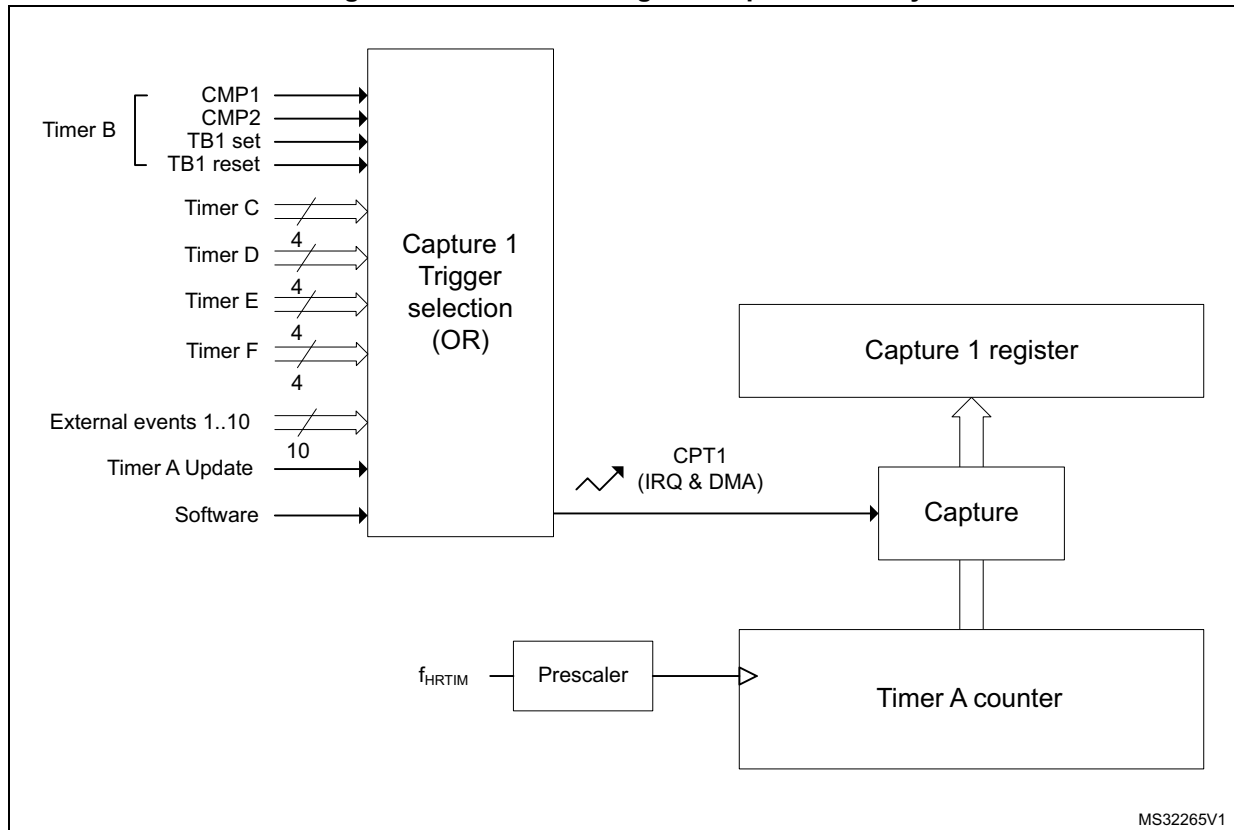 CMP1
CMP2
Timer B
TB1 set
TB1 reset
Timer C
4
Timer D
4
Timer E
4
Timer F
4
External events 1..10
10
Timer A Update
Software
Capture 1
Trigger
selection
(OR)
CPT1
(IRQ & DMA)
Capture 1 register
Capture
fHRTIM
Prescaler
Timer A counter
MS32265V1